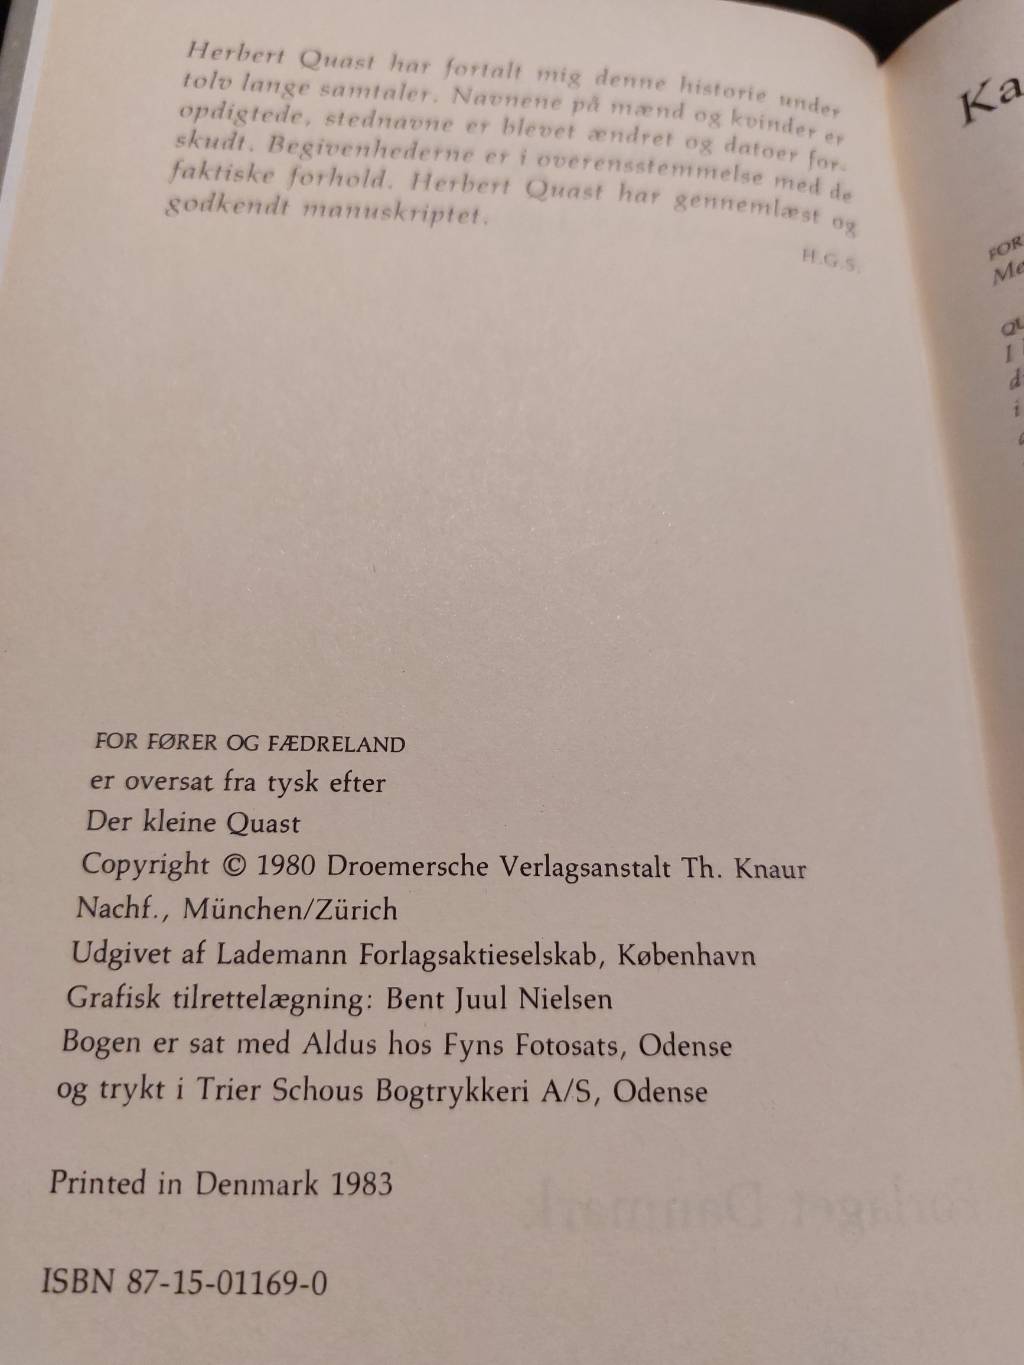 Herbert Quast har fortalt mig denne historie under
tolv lange samtaler. Navnene på mænd og kvinder er
opdigtede, stednavne er blevet ændret og datoer for-
skudt. Begivenhederne er i overensstemmelse med de
faktiske forhold. Herbert Quast har gennemlæst og
godkendt manuskriptet.
H.G.S.
FOR FØRER OG FÆDRELAND
er oversat fra tysk efter
Der kleine Quast
Copyright © 1980 Droemersche Verlagsanstalt Th. Knaur
Nachf., München/Zürich
Udgivet af Lademann Forlagsaktieselskab, København
Grafisk tilrettelægning: Bent Juul Nielsen
Bogen er sat med Aldus hos Fyns Fotosats, Odense
og trykt i Trier Schous Bogtrykkeri A/S, Odense
Printed in Denmark 1983
ISBN 87-15-01169-0